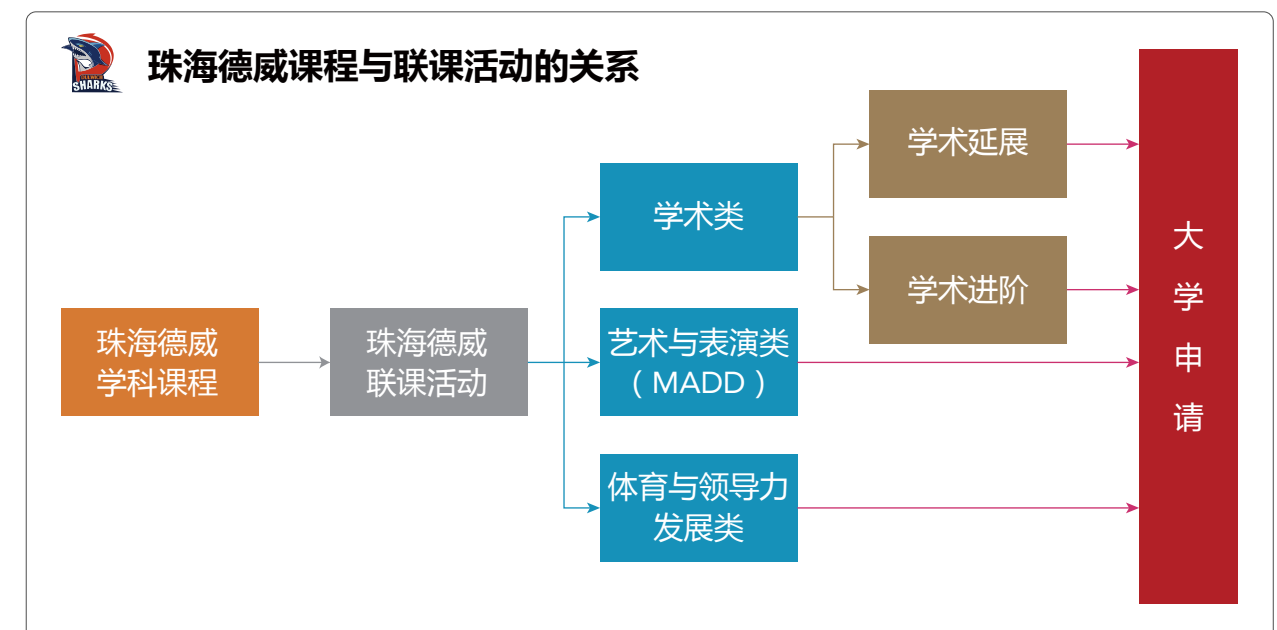 珠海德威课程与联课活动的关系
SHARKS
学术延展
学术类
学术进阶
珠海德威
学科课程
珠海德威
联课活动
艺术与表演类
（MADD）
体育与领导力
发展类
大
学
申
请